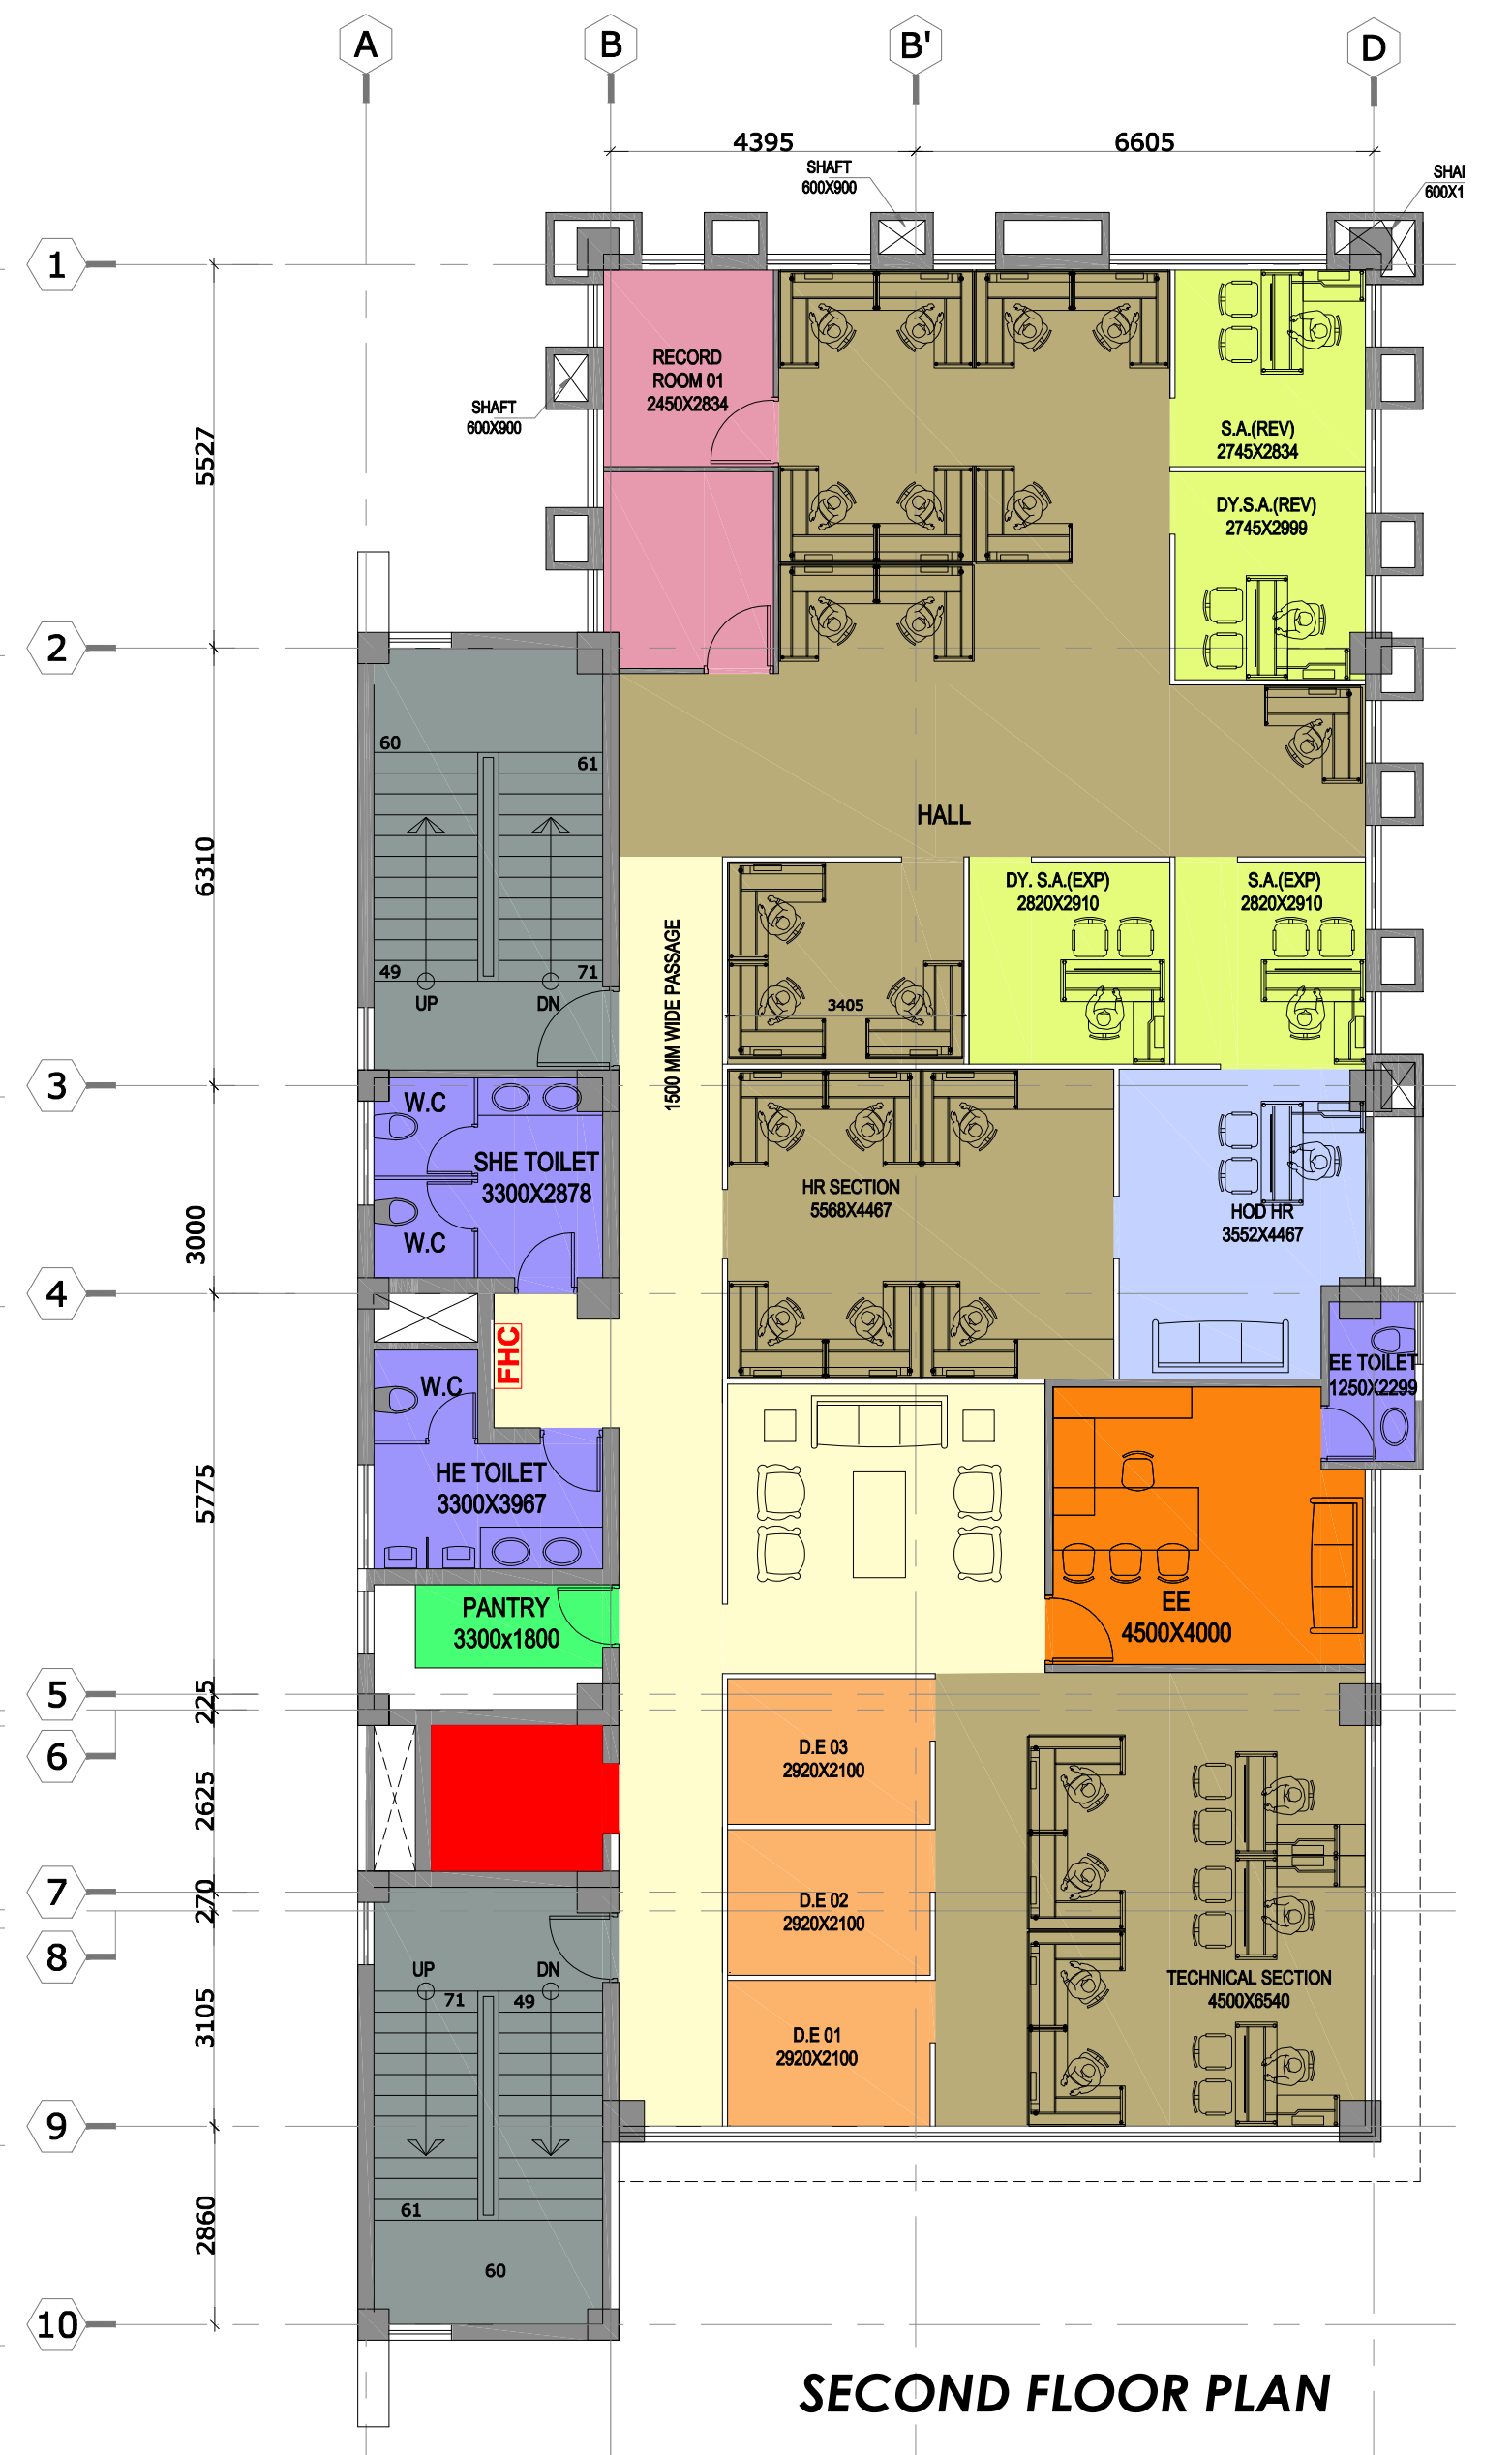 A
B
B'
D
4395
6605
SHAFT
600X900
SHAI
600X1
1
SHAFT
600X900
RECORD
ROOM 01
2450X2834
S.A.(REV)
2745X2834
5527
DY.S.A.(REV)
2745X2999
2
60
61
HALL
6310
DY. S.A.(EXP)
2820X2910
S.A.(EXP)
2820X2910
49
71
UP
DN
1500 MM WIDE PASSAGE
3405
3
W.C
SHE TOILET
3300X2878
W.C
HR SECTION
5568X4467
HOD HR
3552X4467
3000
4
FHC
EE TOILET
1250X2299
W.C
HE TOILET
3300X3967
5775
PANTRY
3300x1800
EE
4500X4000
5
225
6
D.E 03
2920X2100
2625
7
270
D.E 02
2920X2100
8
UP
DN
71
49
TECHNICAL SECTION
4500X6540
3105
D.E 01
2920X2100
9
61
2860
60
10
SECOND FLOOR PLAN